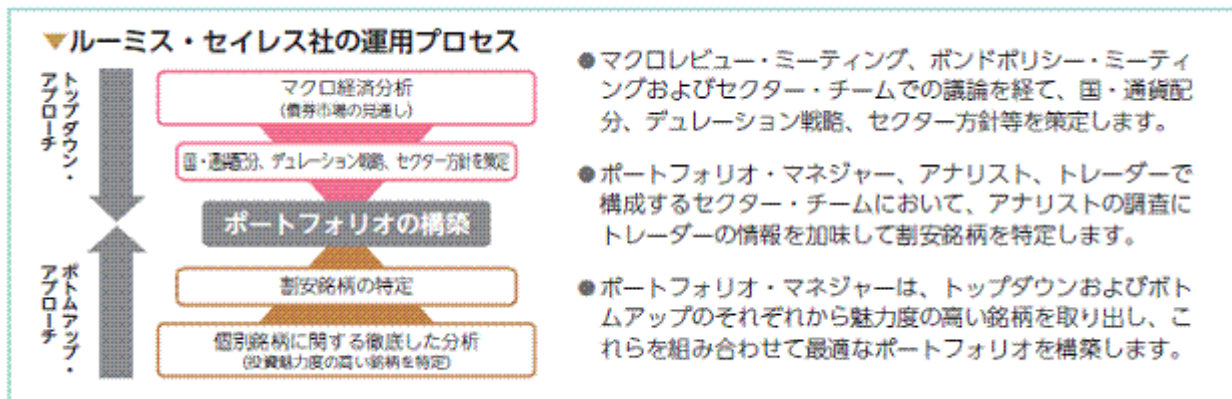 ▼ルーミス・セイレス社の運用プロセス
トップダウン・
アプローチ
マクロ経済分析
(債券市場の見通し)
国・通貨配分、デュレーション戦略、セクター方針を策定
ポートフォリオの構築
ボトムアップ・
アプローチ
割安銘柄の特定
個別銘柄に関する徹底した分析
(投資魅力度の高い銘柄を特定)
●マクロレビュー・ミーティング、ボンドポリシー・ミーティ
ングおよびセクター・チームでの議論を経て、国・通貨配
分、デュレーション戦略、セクター方針等を策定します。
●ポートフォリオ・マネジャー、アナリスト、トレーダーで
構成するセクター・チームにおいて、アナリストの調査に
トレーダーの情報を加味して割安銘柄を特定します。
●ポートフォリオ・マネジャーは、トップダウンおよびボト
ムアップのそれぞれから魅力度の高い銘柄を取り出し、こ
れらを組み合わせて最適なポートフォリオを構築します。